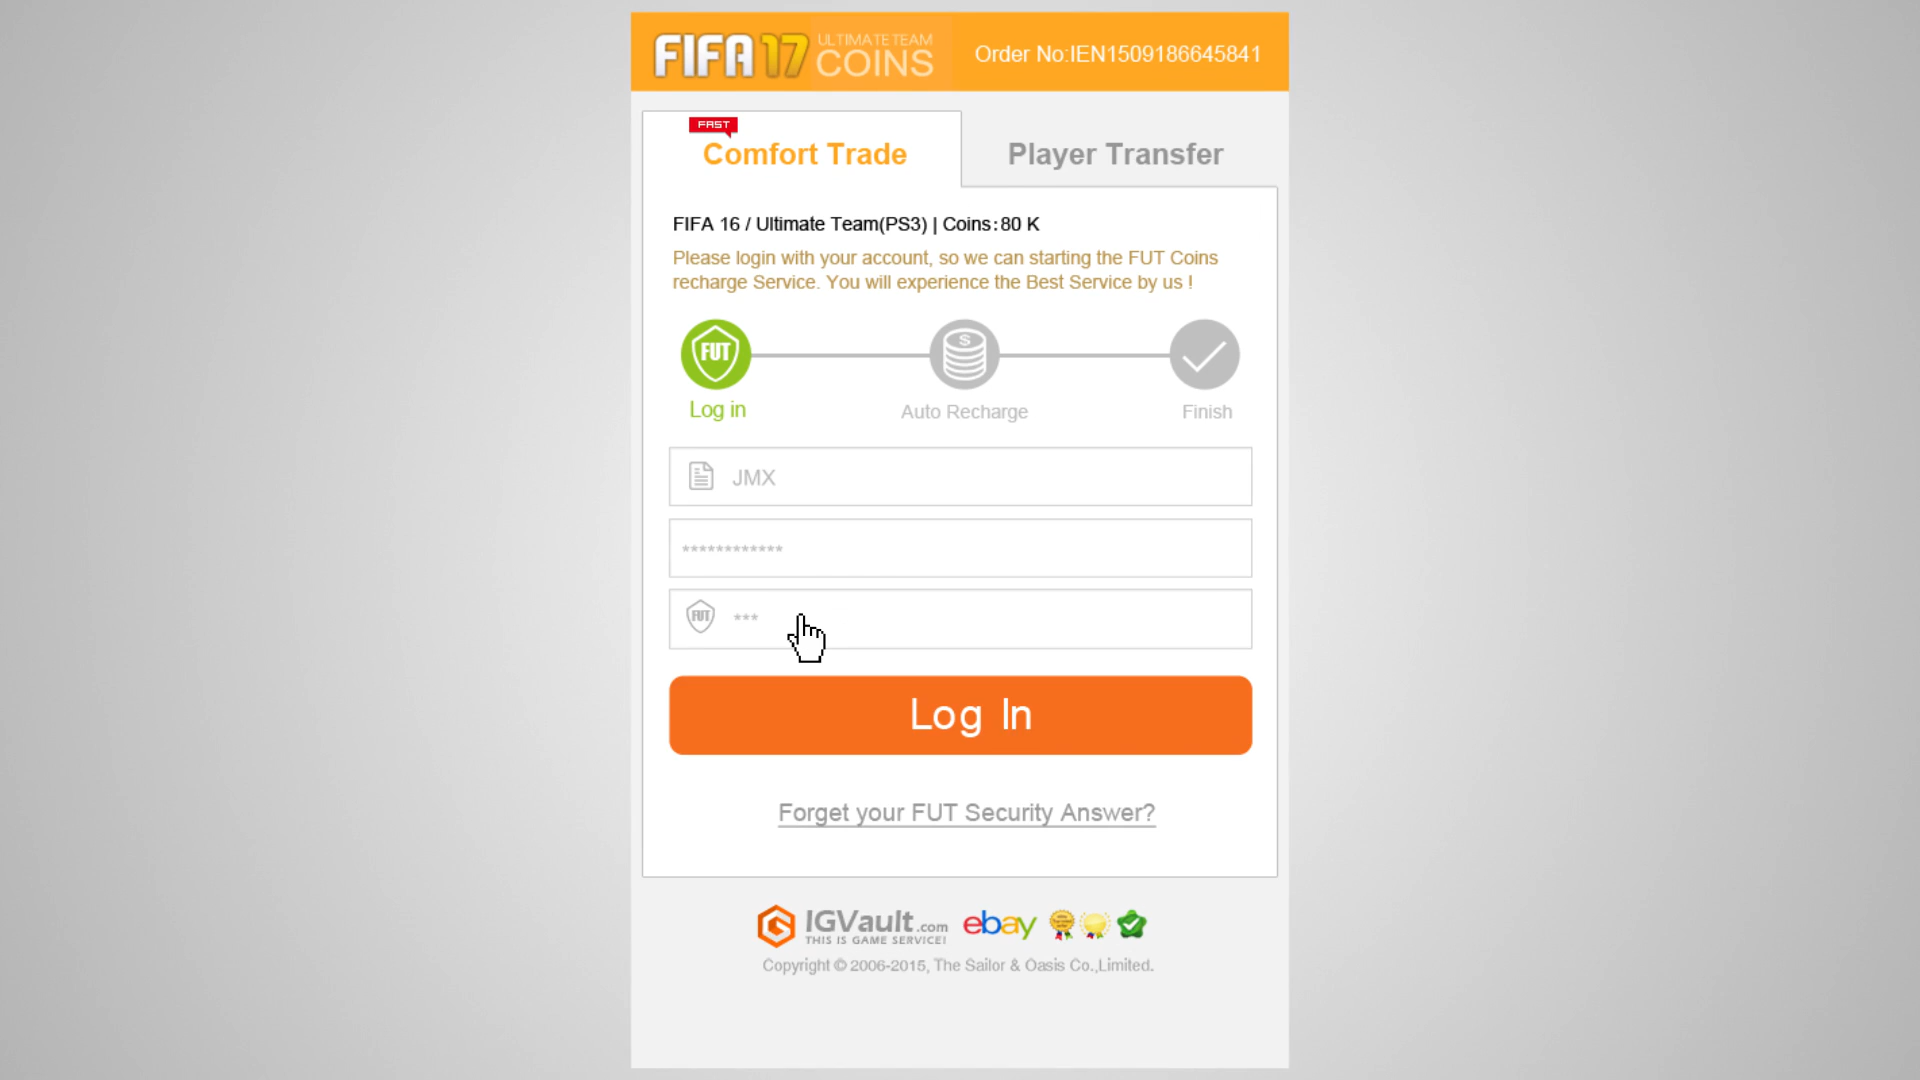 FIFA 17 ULTIMATE TEAM COINS
Order No:IEN1509186645841
FAST
Comfort Trade
Player Transfer
FIFA 16 / Ultimate Team(PS3) | Coins:80 K
Please login with your account, so we can starting the FUT Coins
recharge Service. You will experience the Best Service by us !
FUT
$
Log in
Auto Recharge
Finish
JMX
************
FUT ***
Log In
Forget your FUT Security Answer?
IGVault.com
THIS IS GAME SERVICE!
ebay
Copyright © 2006-2015, The Sailor & Oasis Co.,Limited.